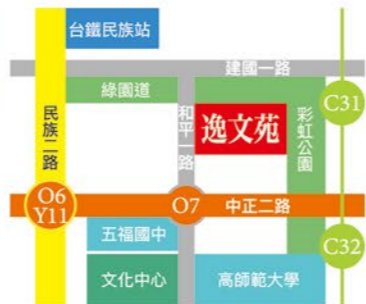 台鐵民族站
建國一路
綠園道
C31
民族二路
和平一路
逸文苑
彩虹公園
O6
Y11
O7
中正二路
五福國中
C32
文化中心
高師範大學